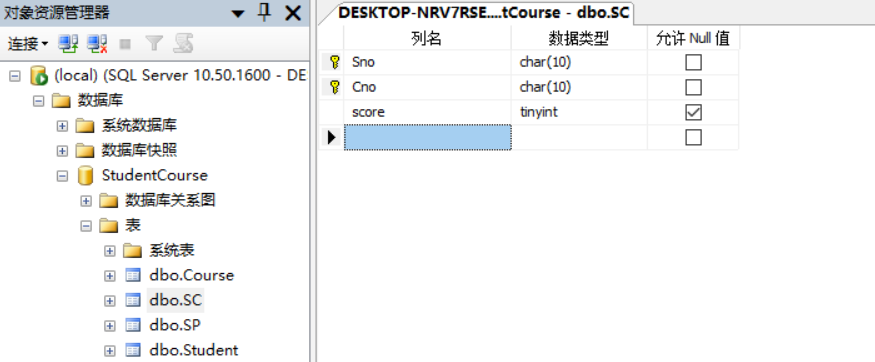 对象资源管理器
连接
(local) (SQL Server 10.50.1600 - DE
数据库
系统数据库
数据库快照
StudentCourse
数据库关系图
表
系统表
dbo.Course
dbo.SC
dbo.SP
dbo.Student
DESKTOP-NRV7RSE....tCourse - dbo.SC
列名 数据类型 允许 Null 值
Sno char(10)
Cno char(10)
score tinyint